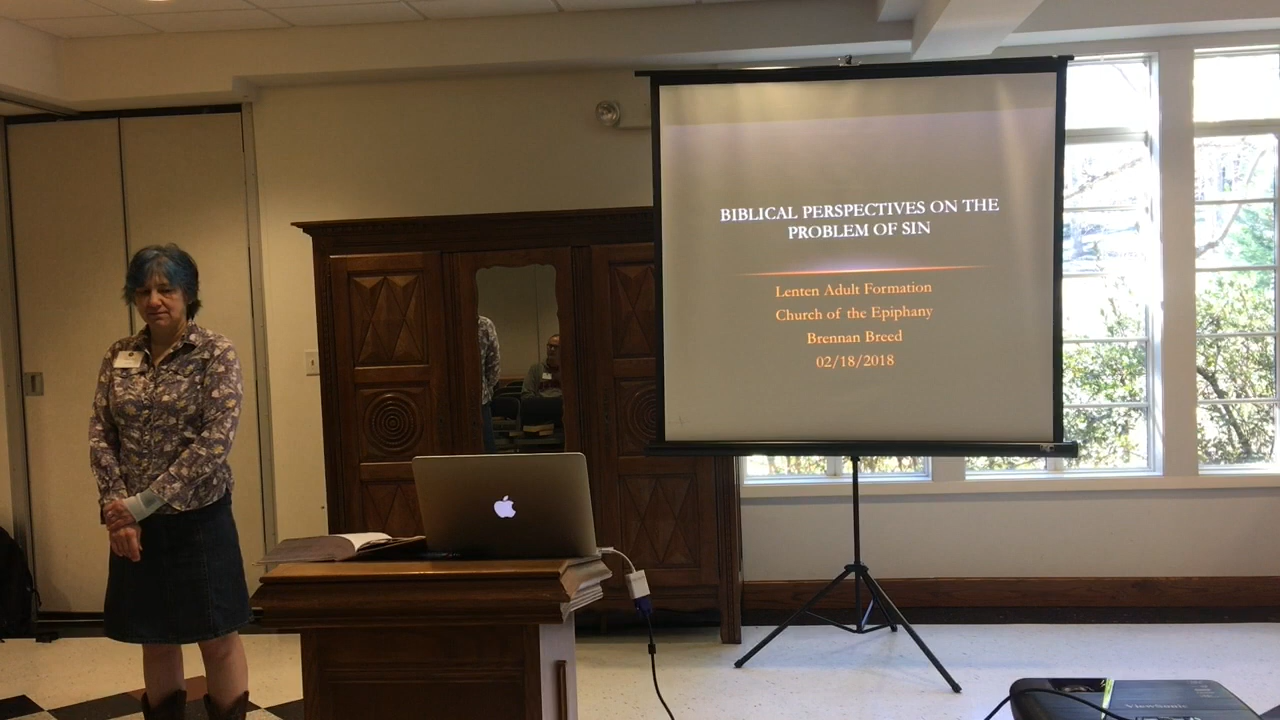 BIBLICAL PERSPECTIVES ON THE
PROBLEM OF SIN
Lenten Adult Formation
Church of the Epiphany
Brennan Breed
02/18/2018
ViewSonic